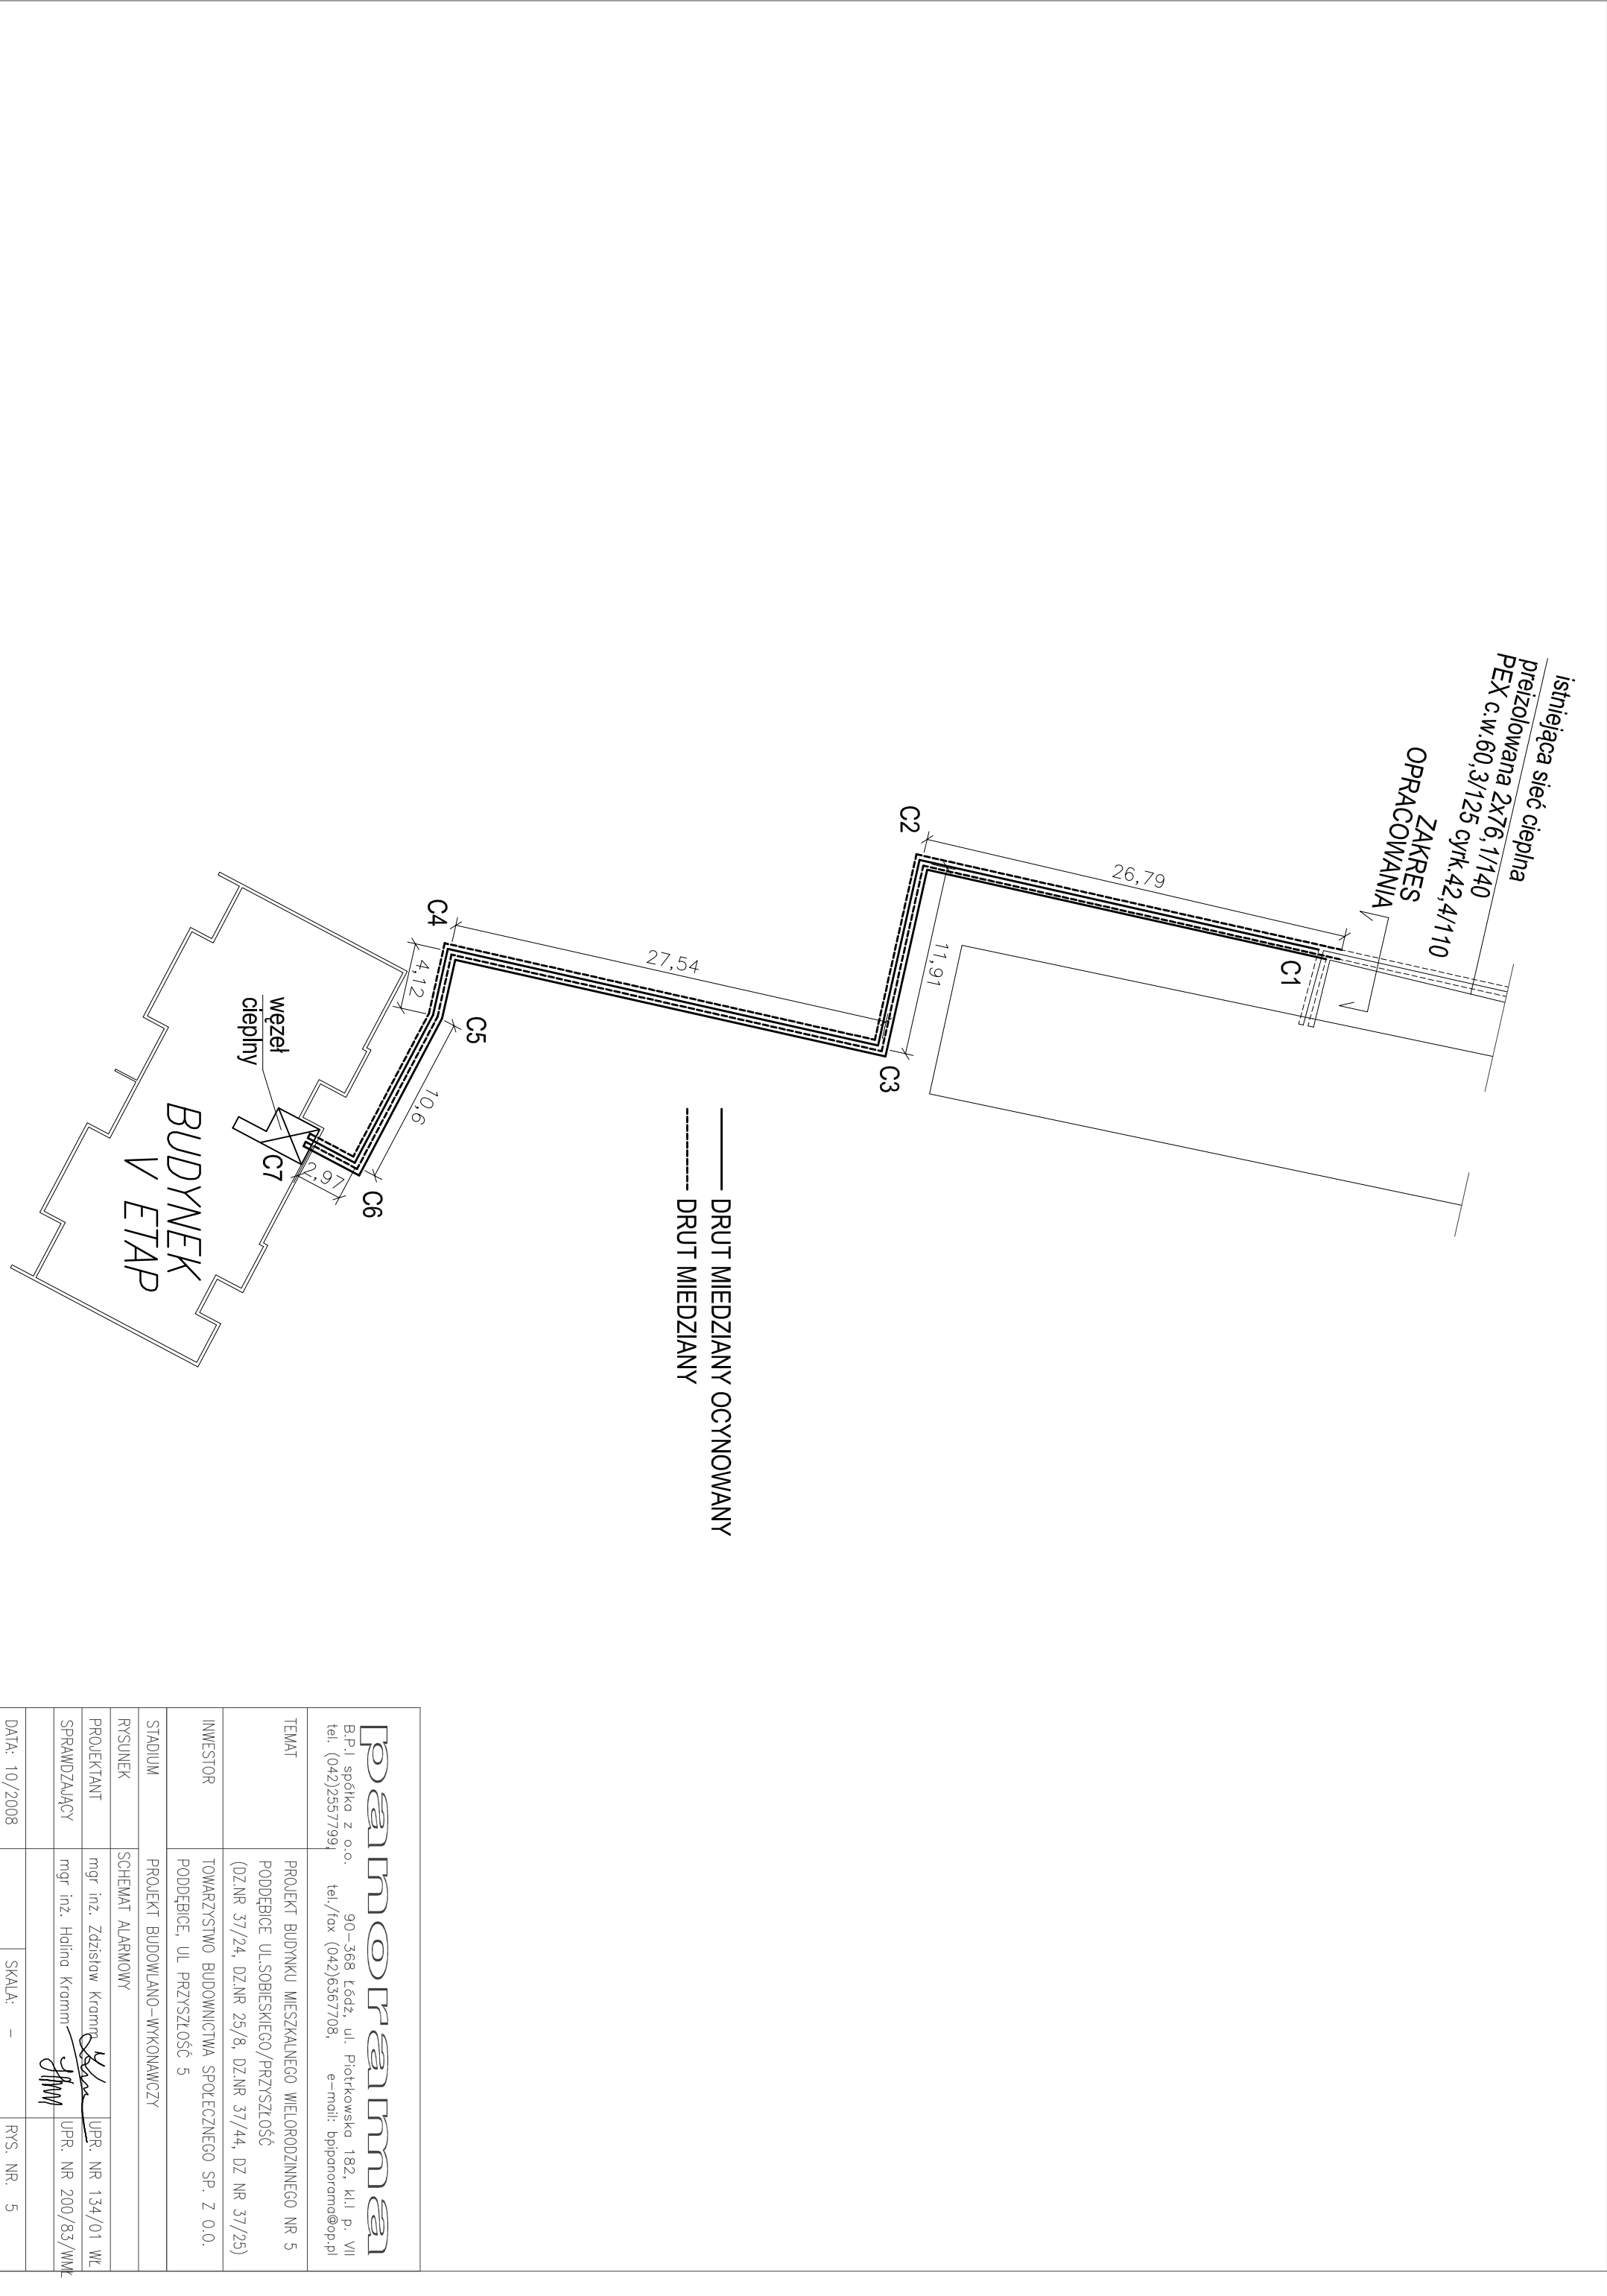 istniejąca sieć cieplna
preizolowana 2x76,1/140
PEX c.w.60,3/125 cyrk.42,4/110
ZAKRES
OPRACOWANIA
C1
26,79
C2
11,91
C3
27,54
C4
4,12
C5
10,6
C6
2,97
C7
węzeł
cieplny
BUDYNEK
V ETAP
DRUT MIEDZIANY OCYNOWANY
DRUT MIEDZIANY
panorama
B.P.I spółka z o.o. 90-368 Łódź, ul. Piotrkowska 182, kl.I p. VII
tel. (042)2557799, tel./fax (042)6367708, e-mail: bpipanorama@op.pl
TEMAT PROJEKT BUDYNKU MIESZKALNEGO WIELORODZINNEGO NR 5
PODDĘBICE UL.SOBIESKIEGO/PRZYSZŁOŚĆ
(DZ.NR 37/24, DZ.NR 25/8, DZ.NR 37/44, DZ NR 37/25)
INWESTOR TOWARZYSTWO BUDOWNICTWA SPOŁECZNEGO SP. Z O.O.
PODDĘBICE, UL PRZYSZŁOŚĆ 5
STADIUM PROJEKT BUDOWLANO-WYKONAWCZY
RYSUNEK SCHEMAT ALARMOWY
PROJEKTANT mgr inż. Zdzisław Kramm UPR. NR 134/01 WŁ
SPRAWDZAJĄCY mgr inż. Halina Kramm UPR. NR 200/83/WMŁ
DATA: 10/2008 SKALA: - RYS. NR. 5